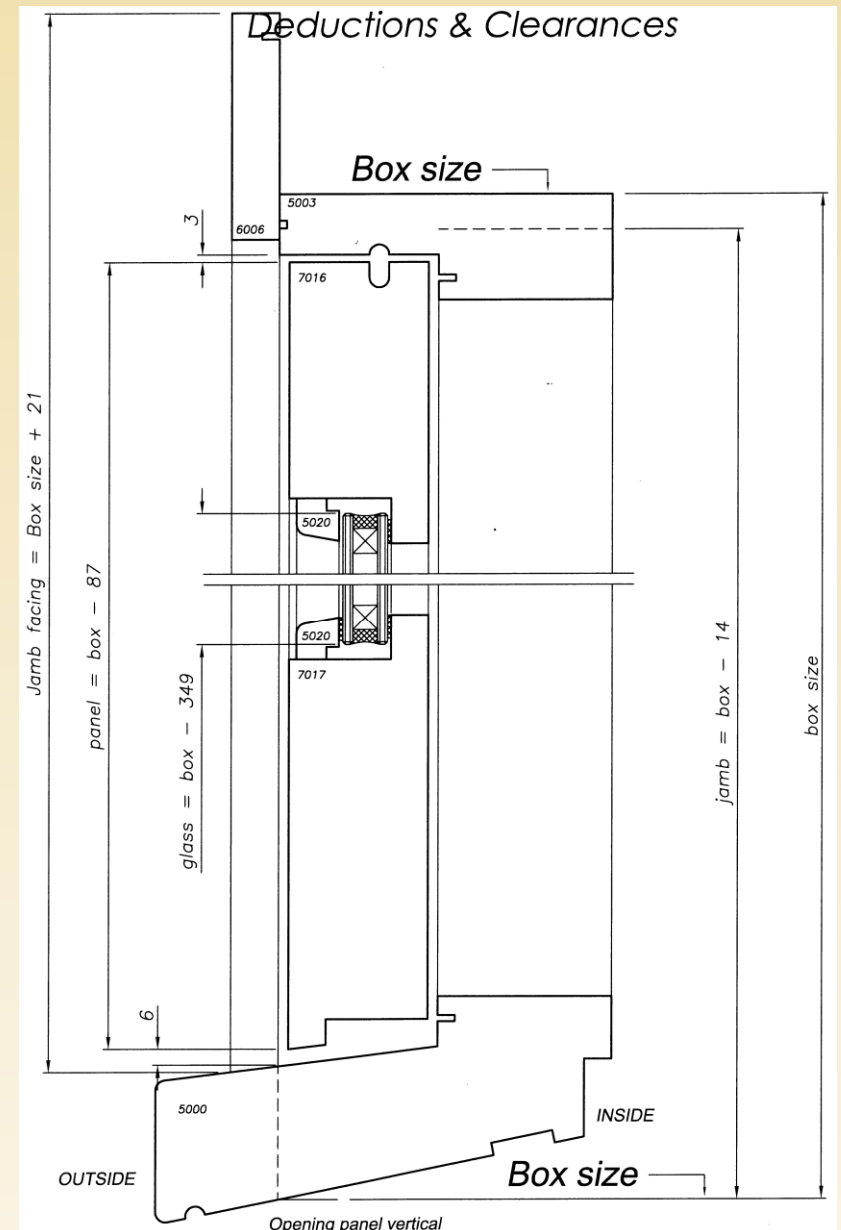 Deductions & Clearances
Box size
5003
3
6006
7016
Jamb facing = Box size + 21
panel = box - 87
glass = box - 349
5020
5020
7017
jamb = box - 14
box size
6
5000
INSIDE
OUTSIDE
Box size
Opening panel vertical